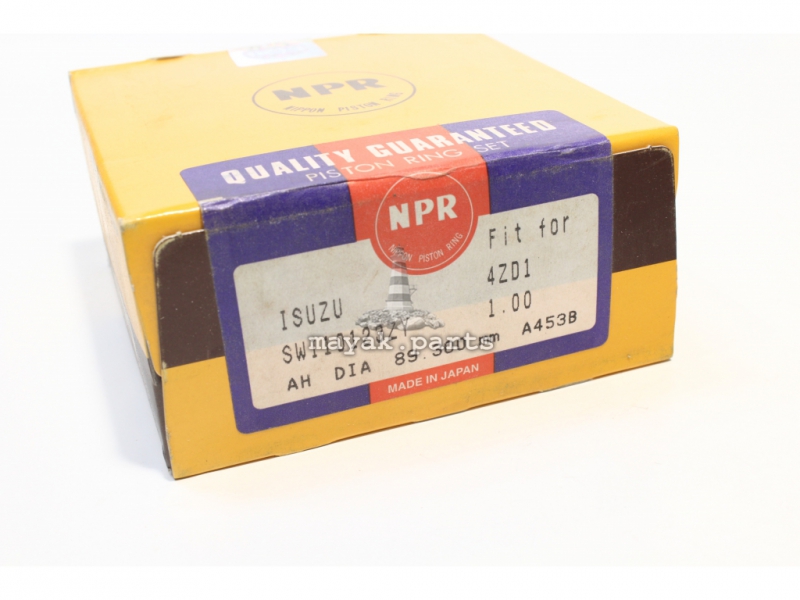 NPR
NIPPON PISTON RING
QUALITY GUARANTEED
PISTON RING SET
NPR
NIPPON PISTON RING
Fit for
ISUZU
4ZD1
1.00
mayak.parts
AH DIA mm A453B
MADE IN JAPAN